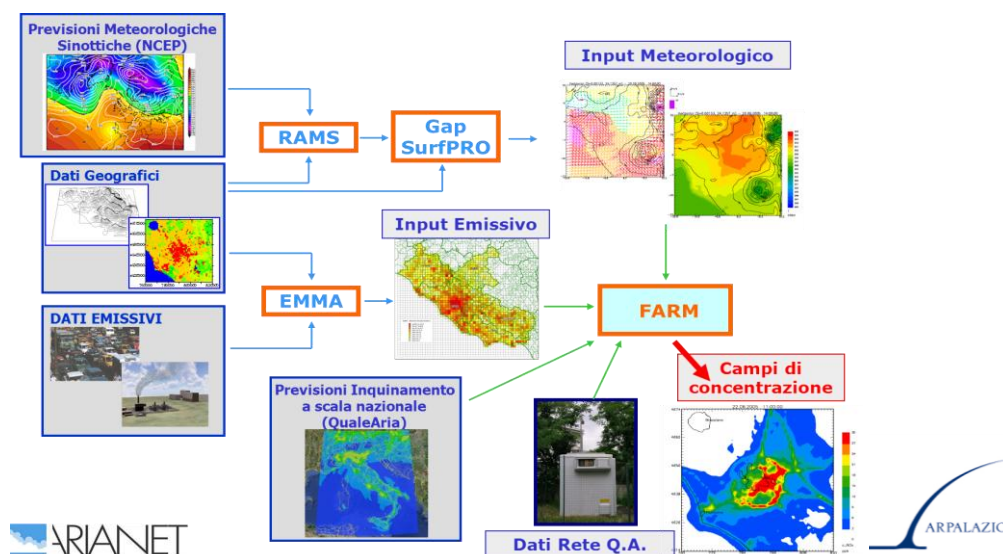 Previsioni Meteorologiche
Sinottiche (NCEP)
Input Meteorologico
RAMS
Gap
SurfPRO
Dati Geografici
Input Emissivo
EMMA
FARM
DATI EMISSIVI
Campi di
concentrazione
Previsioni Inquinamento
a scala nazionale
(QualeAria)
Dati Rete Q.A.
ARIANET
ARPALAZIO